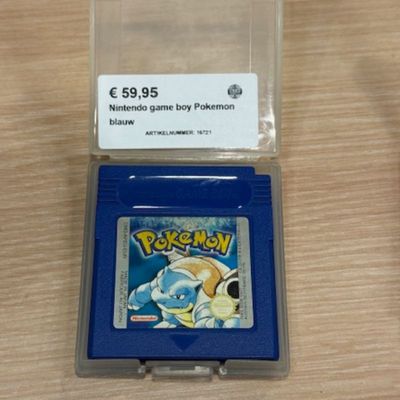 € 59,95
Nintendo game boy Pokemon
blauw
ARTIKELNUMMER: 16721
POKéMON
Nintendo